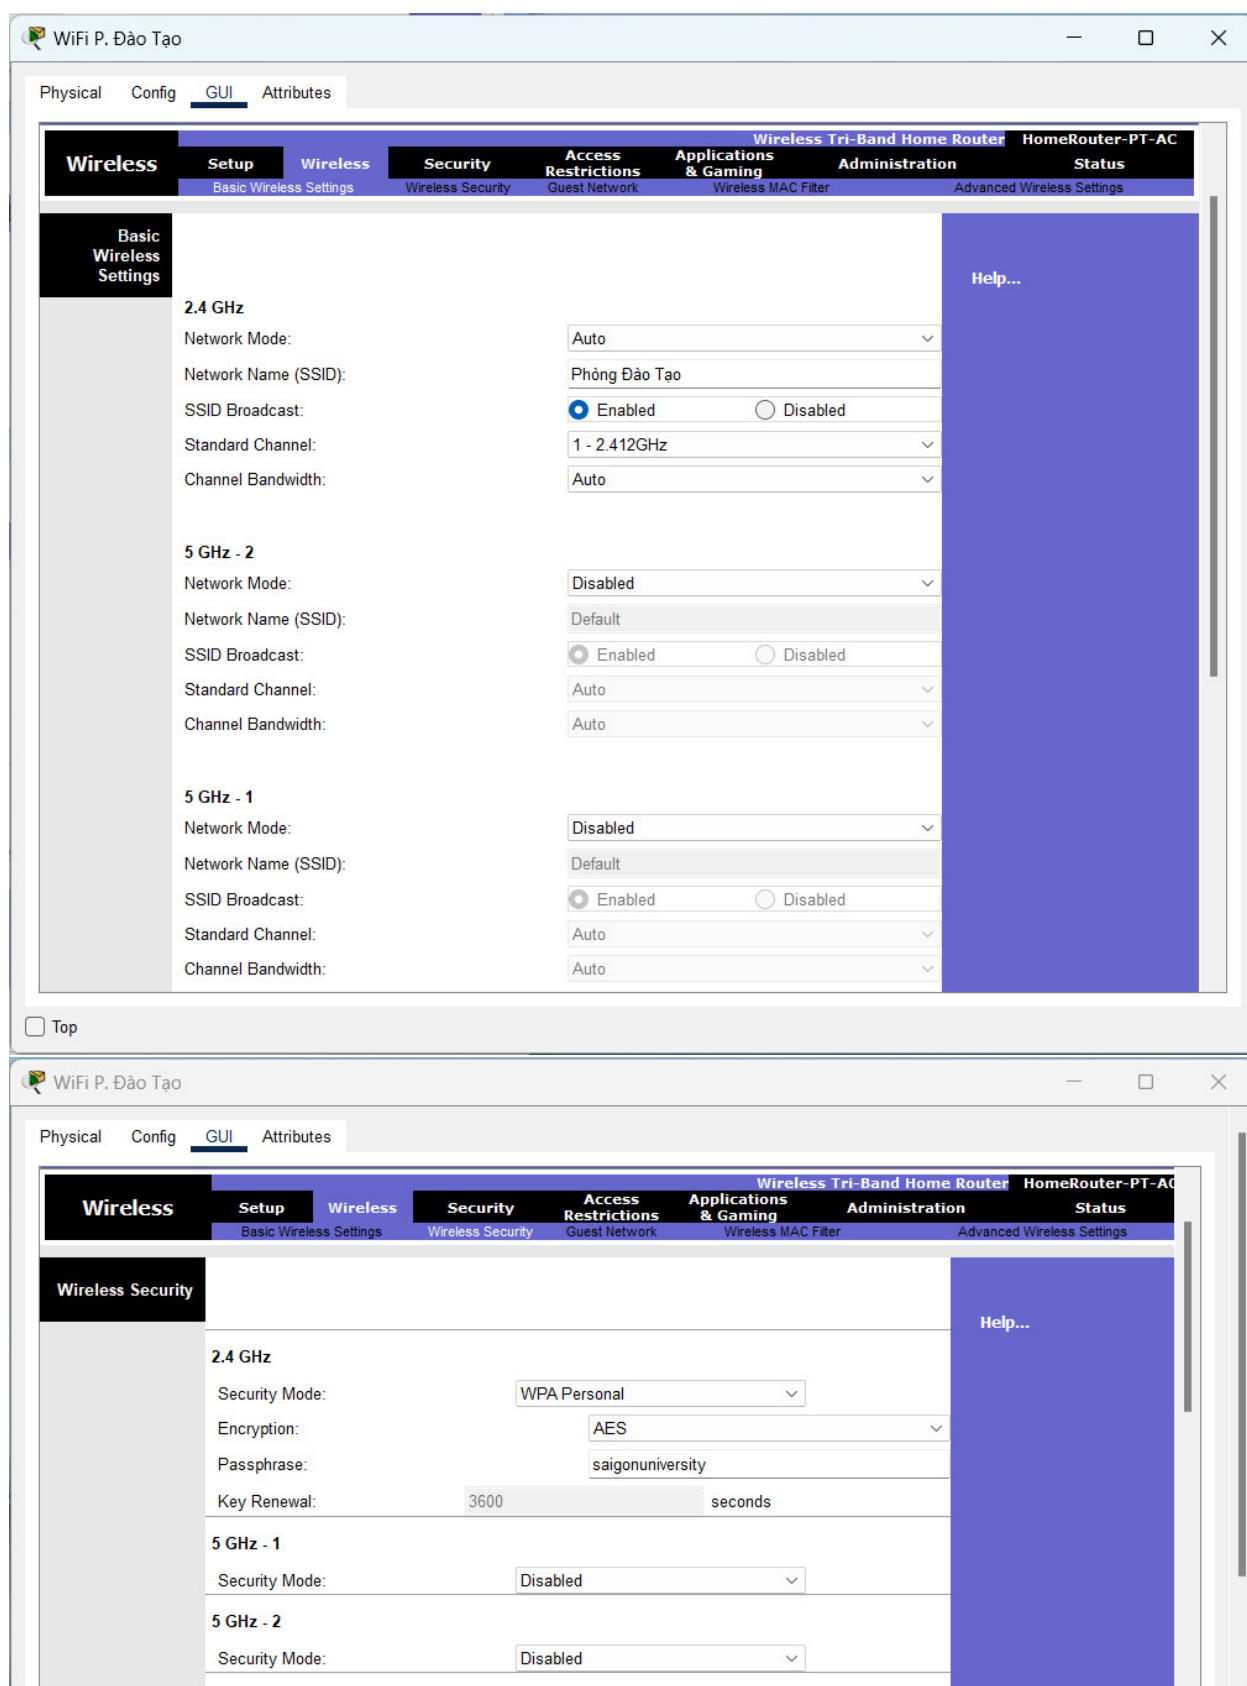 WiFi P. Đào Tạo
Physical Config GUI Attributes
Wireless Tri-Band Home Router HomeRouter-PT-AC
Wireless Setup Wireless Security Access Restrictions Applications & Gaming Administration Status
Basic Wireless Settings Wireless Security Guest Network Wireless MAC Filter Advanced Wireless Settings
Basic
Wireless
Settings
Help...
2.4 GHz
Network Mode: Auto
Network Name (SSID): Phòng Đào Tạo
SSID Broadcast: Enabled Disabled
Standard Channel: 1 - 2.412GHz
Channel Bandwidth: Auto
5 GHz - 2
Network Mode: Disabled
Network Name (SSID): Default
SSID Broadcast: Enabled Disabled
Standard Channel: Auto
Channel Bandwidth: Auto
5 GHz - 1
Network Mode: Disabled
Network Name (SSID): Default
SSID Broadcast: Enabled Disabled
Standard Channel: Auto
Channel Bandwidth: Auto
Top
WiFi P. Đào Tạo
Physical Config GUI Attributes
Wireless Tri-Band Home Router HomeRouter-PT-AC
Wireless Setup Wireless Security Access Restrictions Applications & Gaming Administration Status
Basic Wireless Settings Wireless Security Guest Network Wireless MAC Filter Advanced Wireless Settings
Wireless Security
Help...
2.4 GHz
Security Mode: WPA Personal
Encryption: AES
Passphrase: saigonuniversity
Key Renewal: 3600 seconds
5 GHz - 1
Security Mode: Disabled
5 GHz - 2
Security Mode: Disabled